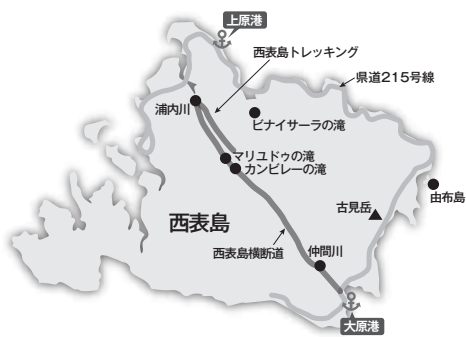 上原港
西表島トレッキング
県道215号線
浦内川
ビナイサーラの滝
マリユドゥの滝
カンビレーの滝
由布島
古見岳
西表島
西表島横断道
仲間川
大原港